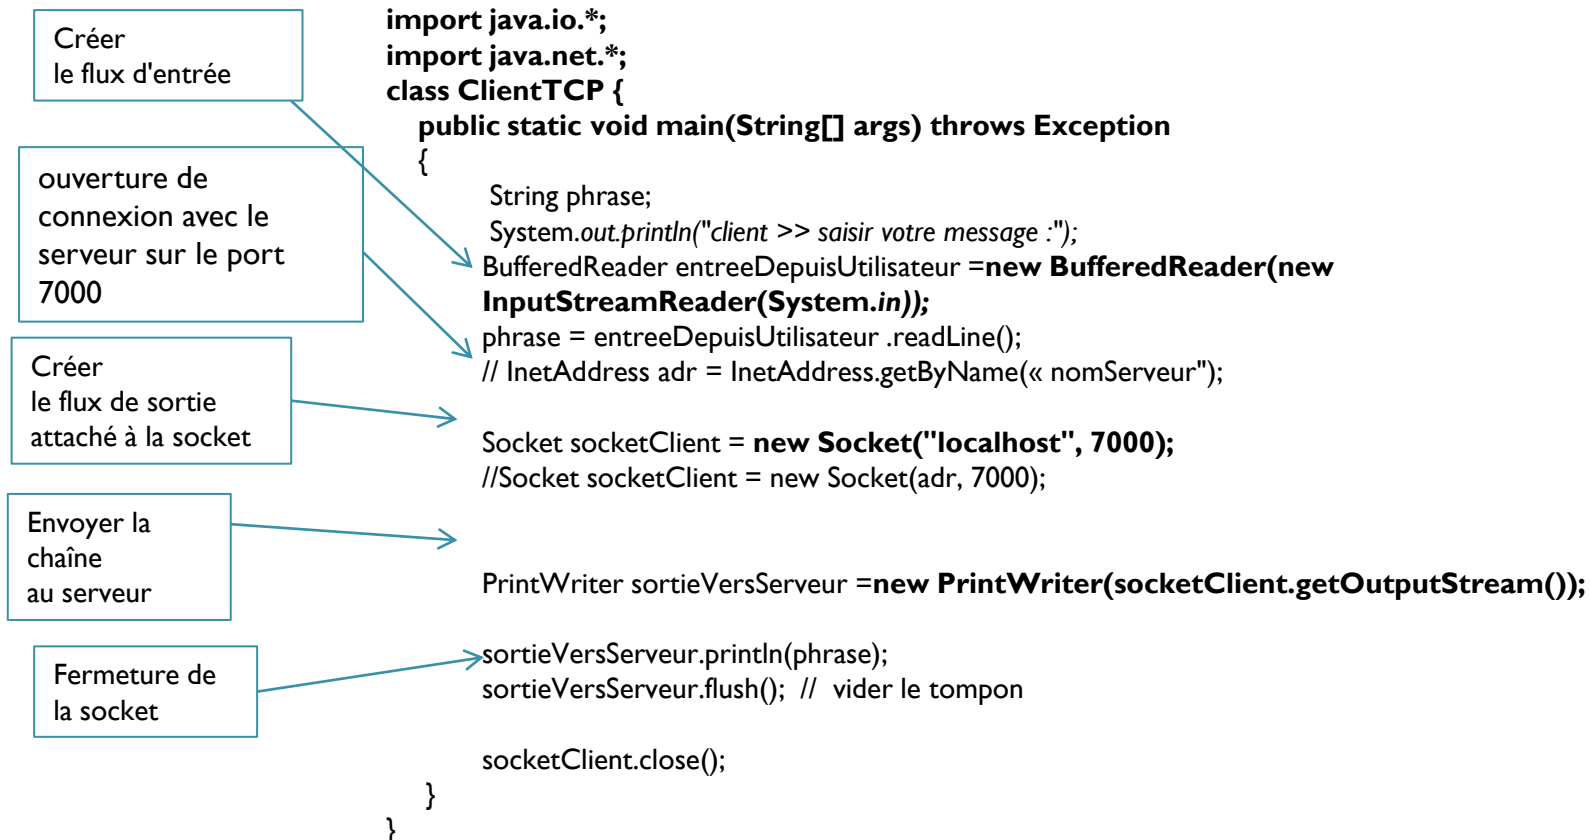 Créer
le flux d'entrée
ouverture de
connexion avec le
serveur sur le port
7000
Créer
le flux de sortie
attaché à la socket
Envoyer la
chaîne
au serveur
Fermeture de
la socket
import java.io.*;
import java.net.*;
class ClientTCP {
public static void main(String[] args) throws Exception
{
String phrase;
System.out.println("client >> saisir votre message :");
BufferedReader entreeDepuisUtilisateur =new BufferedReader(new
InputStreamReader(System.in));
phrase = entreeDepuisUtilisateur .readLine();
// InetAddress adr = InetAddress.getByName(« nomServeur");
Socket socketClient = new Socket("localhost", 7000);
//Socket socketClient = new Socket(adr, 7000);
PrintWriter sortieVersServeur =new PrintWriter(socketClient.getOutputStream());
sortieVersServeur.println(phrase);
sortieVersServeur.flush(); // vider le tompon
socketClient.close();
}
}